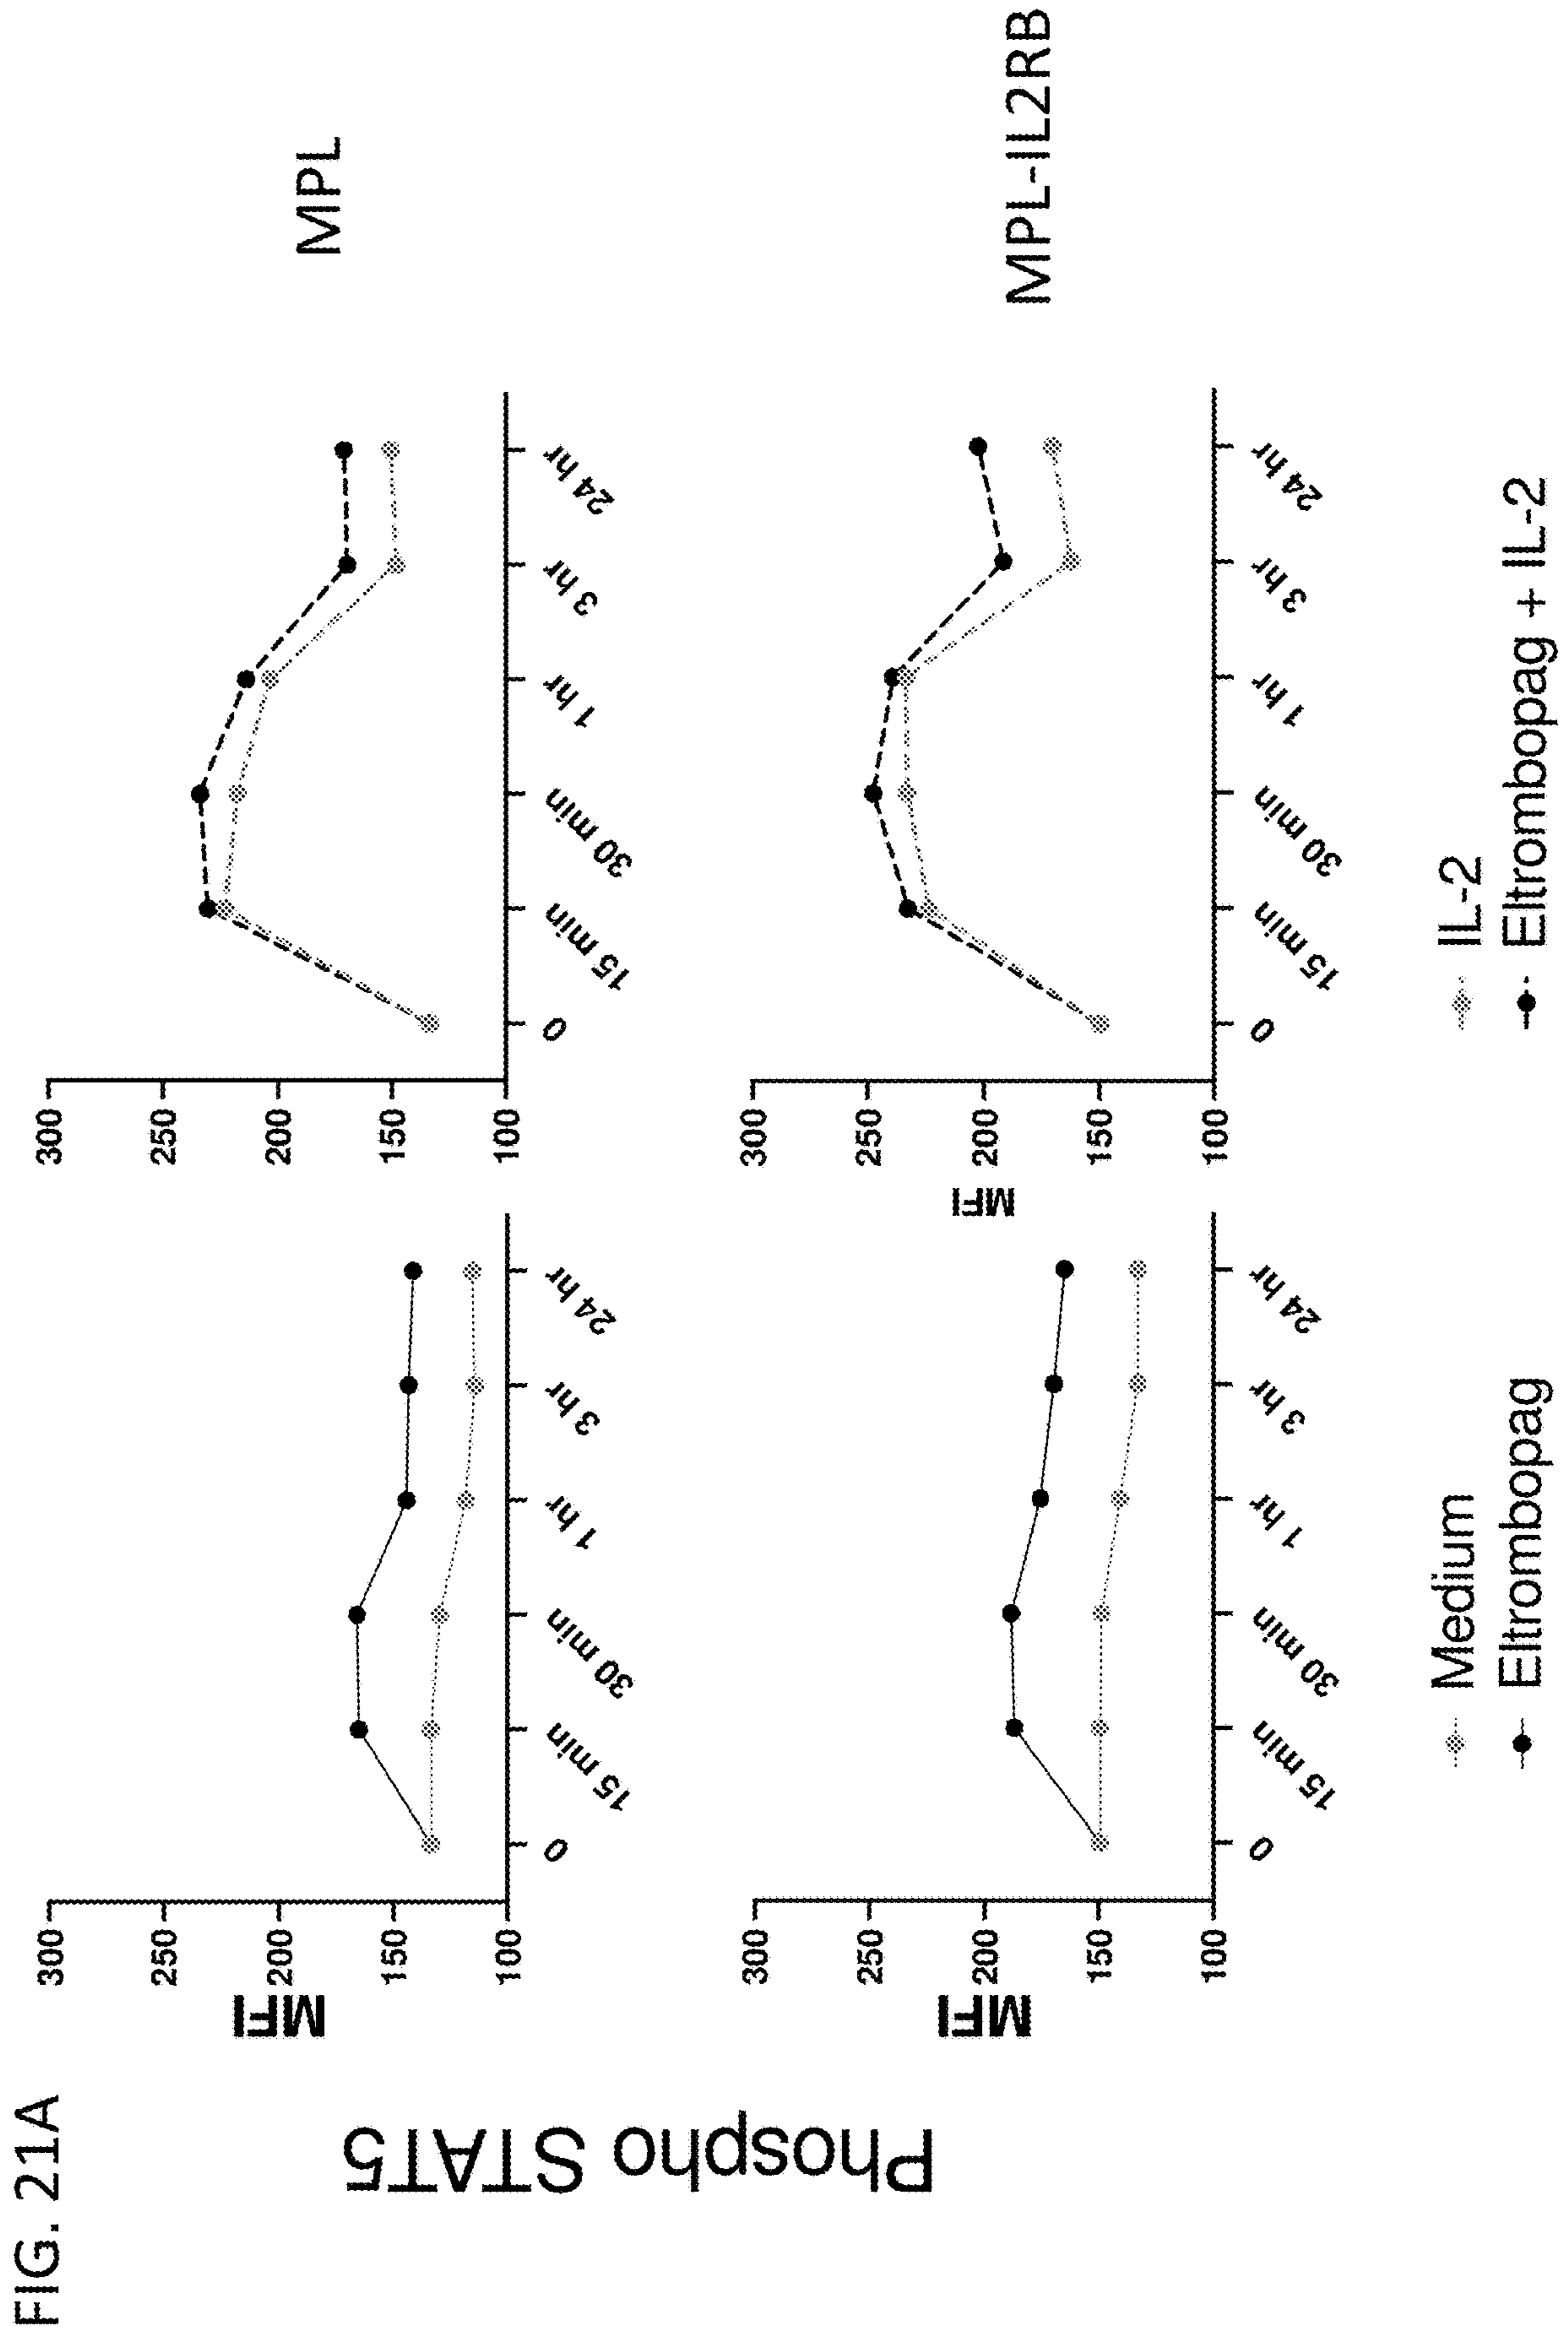 FIG. 21A
Phospho STAT5
MFI
300
250
200
150
100
0
15 min
30 min
1 hr
3 hr
24 hr
300
250
200
150
100
0
15 min
30 min
1 hr
3 hr
24 hr
MPL
MFI
300
250
200
150
100
0
15 min
30 min
1 hr
3 hr
24 hr
MFI
300
250
200
150
100
0
15 min
30 min
1 hr
3 hr
24 hr
MPL-IL2RB
Medium
Eltrombopag
IL-2
Eltrombopag + IL-2